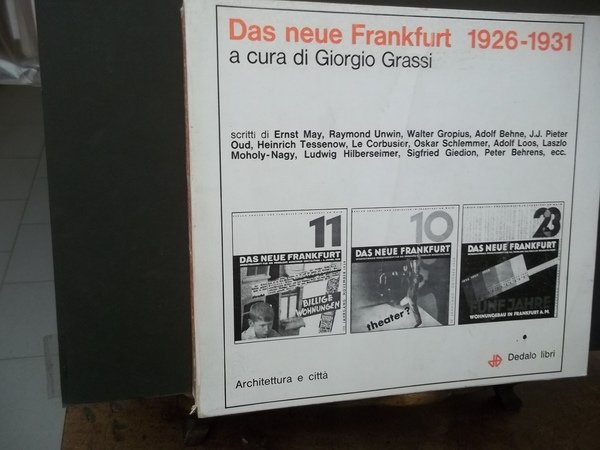 Das neue Frankfurt 1926-1931
a cura di Giorgio Grassi
scritti di Ernst May, Raymond Unwin, Walter Gropius, Adolf Behne, J.J. Pieter
Oud, Heinrich Tessenow, Le Corbusier, Oskar Schlemmer, Adolf Loos, Laszlo
Moholy-Nagy, Ludwig Hilberseimer, Sigfried Giedion, Peter Behrens, ecc.
11
DAS NEUE FRANKFURT
BILLIGE
WOHNUNGEN
10
DAS NEUE FRANKFURT
theater?
23
DAS NEUE FRANKFURT
FÜNF JAHRE
WOHNUNGSBAU IN FRANKFURT A.M.
Architettura e città
Dedalo libri